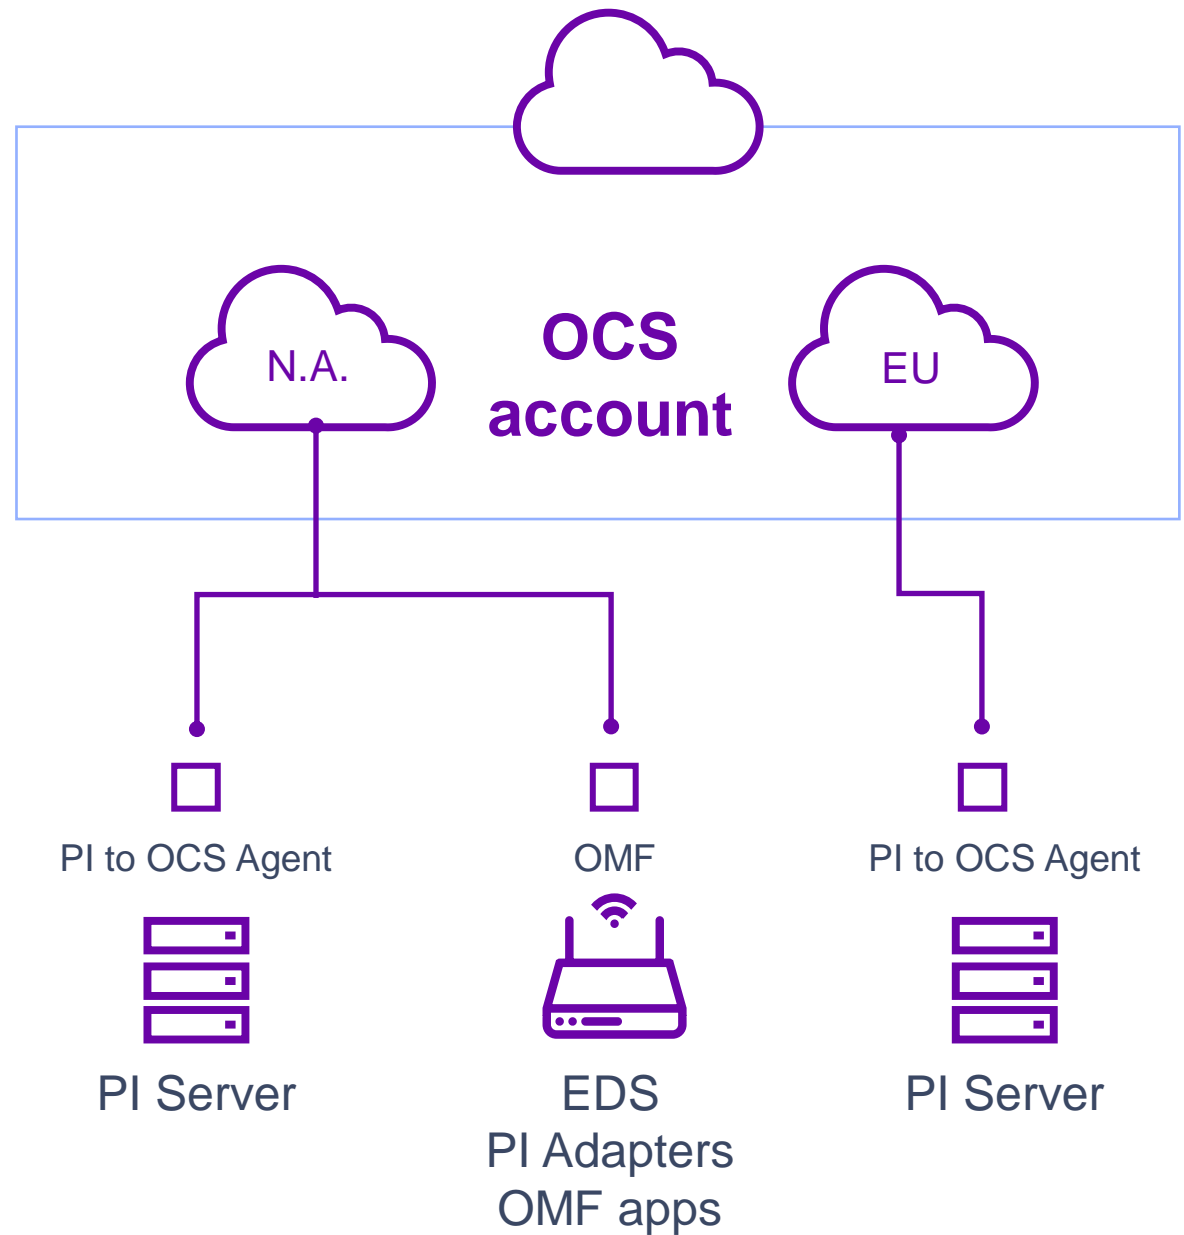 OCS
account
N.A.
EU
PI to OCS Agent
OMF
PI to OCS Agent
PI Server
EDS
PI Adapters
OMF apps
PI Server